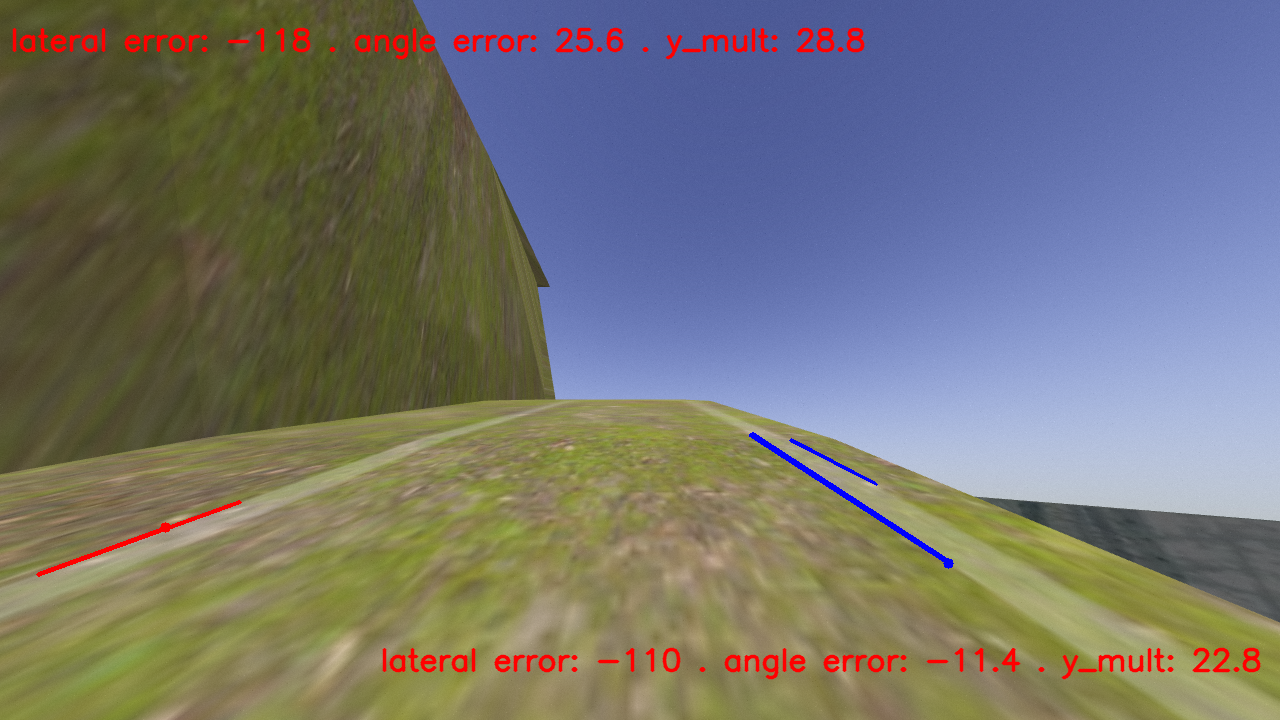 lateral error: -118 . angle error: 25.6 . y_mult: 28.8
lateral error: -110 . angle error: -11.4 . y_mult: 22.8